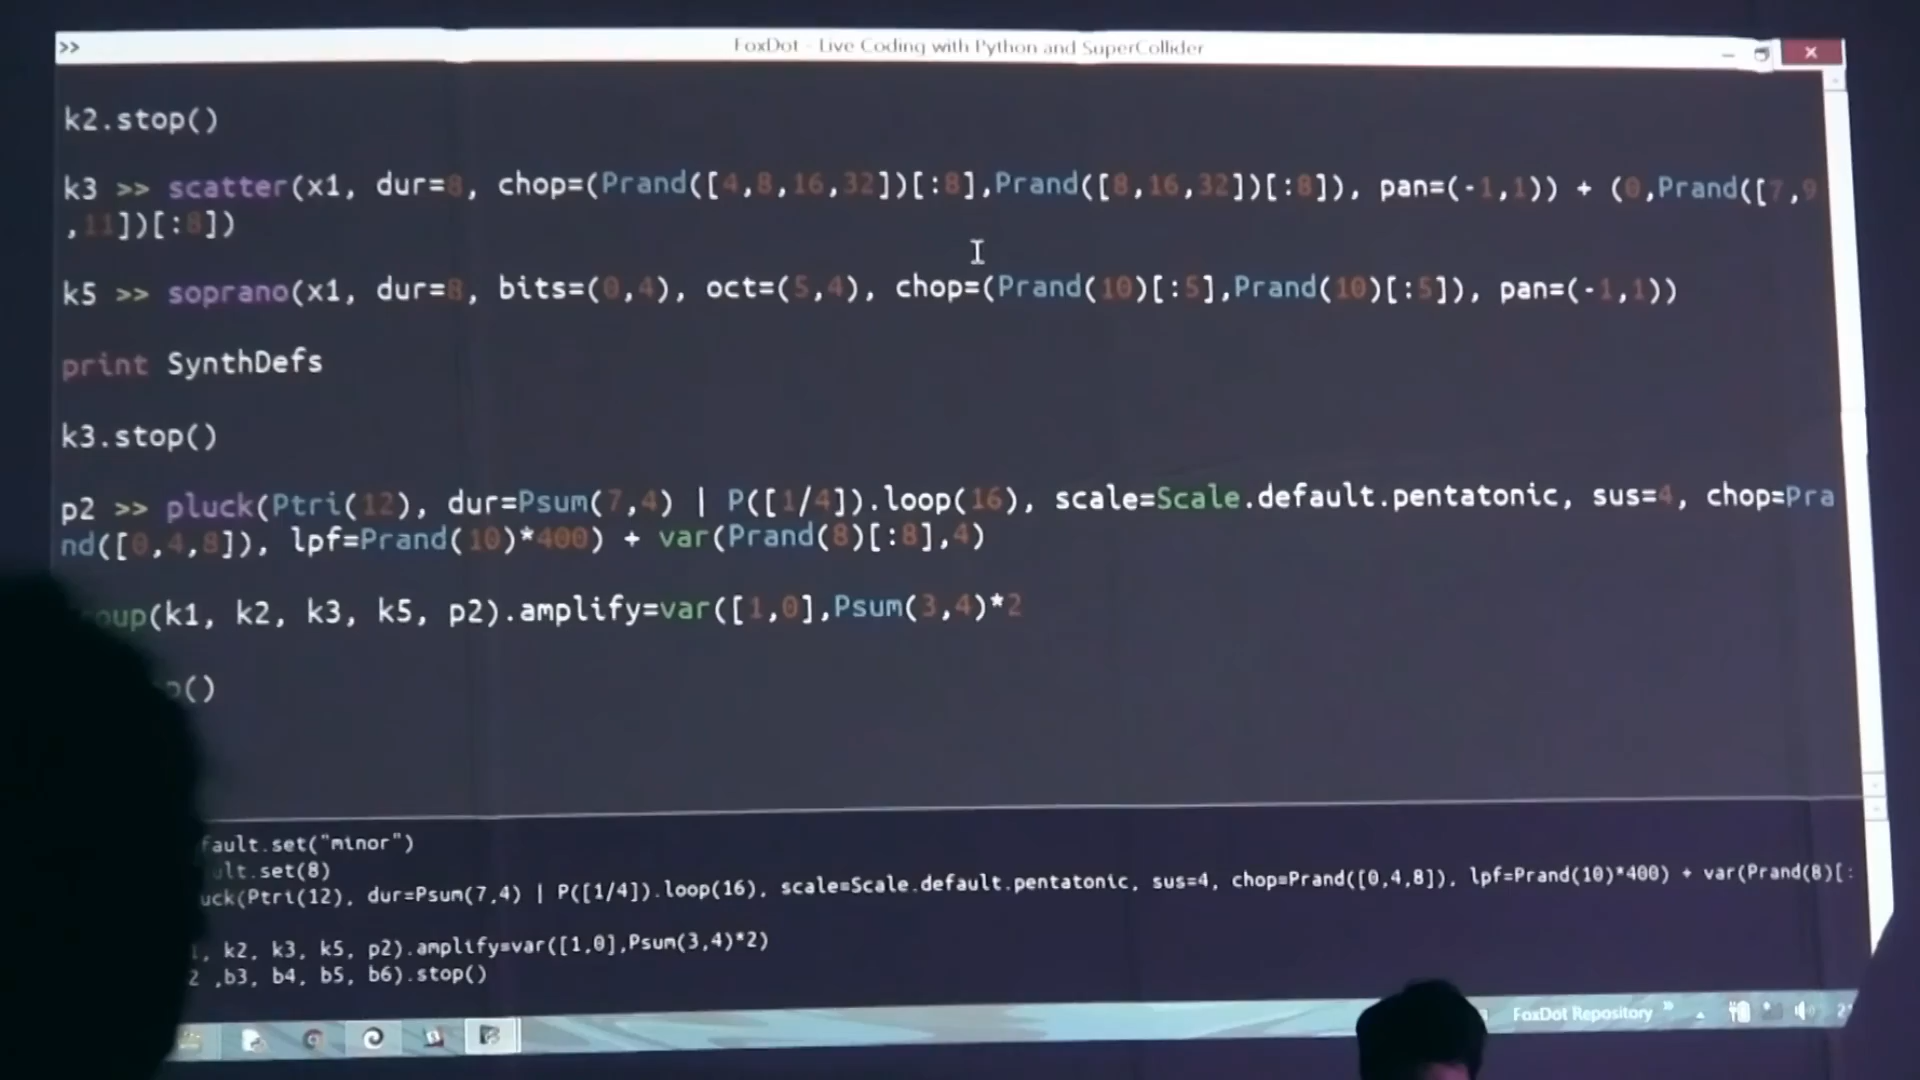 >> FoxDot - Live Coding with Python and SuperCollider
k2.stop()
k3 >> scatter(x1, dur=8, chop=(Prand([4,8,16,32])[:8],Prand([8,16,32])[:8]), pan=(-1,1)) + (0,Prand([7,9
,11])[:8])
k5 >> soprano(x1, dur=8, bits=(0,4), oct=(5,4), chop=(Prand(10)[:5],Prand(10)[:5]), pan=(-1,1))
print SynthDefs
k3.stop()
p2 >> pluck(Ptri(12), dur=Psum(7,4) | P([1/4]).loop(16), scale=Scale.default.pentatonic, sus=4, chop=Pra
nd([0,4,8]), lpf=Prand(10)*400) + var(Prand(8)[:8],4)
oup(k1, k2, k3, k5, p2).amplify=var([1,0],Psum(3,4)*2
p()
fault.set("minor")
ult.set(8)
uck(Ptri(12), dur=Psum(7,4) | P([1/4]).loop(16), scale=Scale.default.pentatonic, sus=4, chop=Prand([0,4,8]), lpf=Prand(10)*400) + var(Prand(8)[:
, k2, k3, k5, p2).amplify=var([1,0],Psum(3,4)*2)
2 ,b3, b4, b5, b6).stop()
FoxDot Repository »